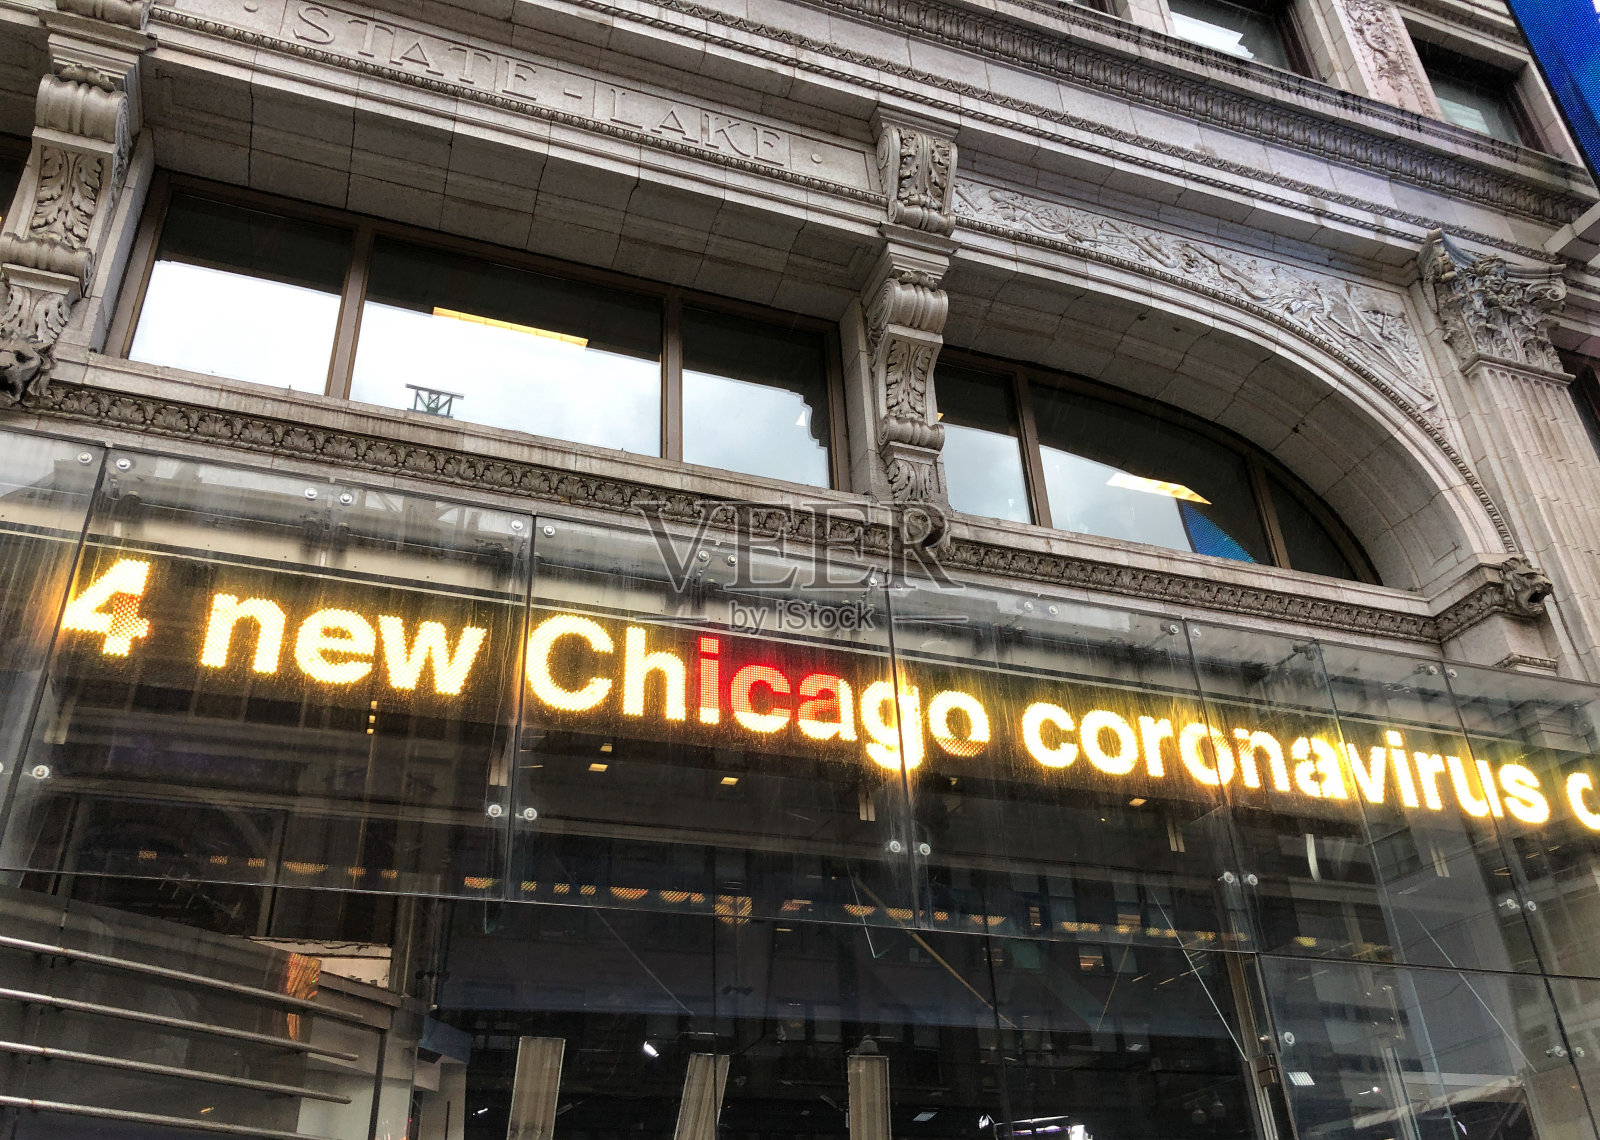 · STATE - LAKE ·
4 new Chicago coronavirus c
VEER
by iStock